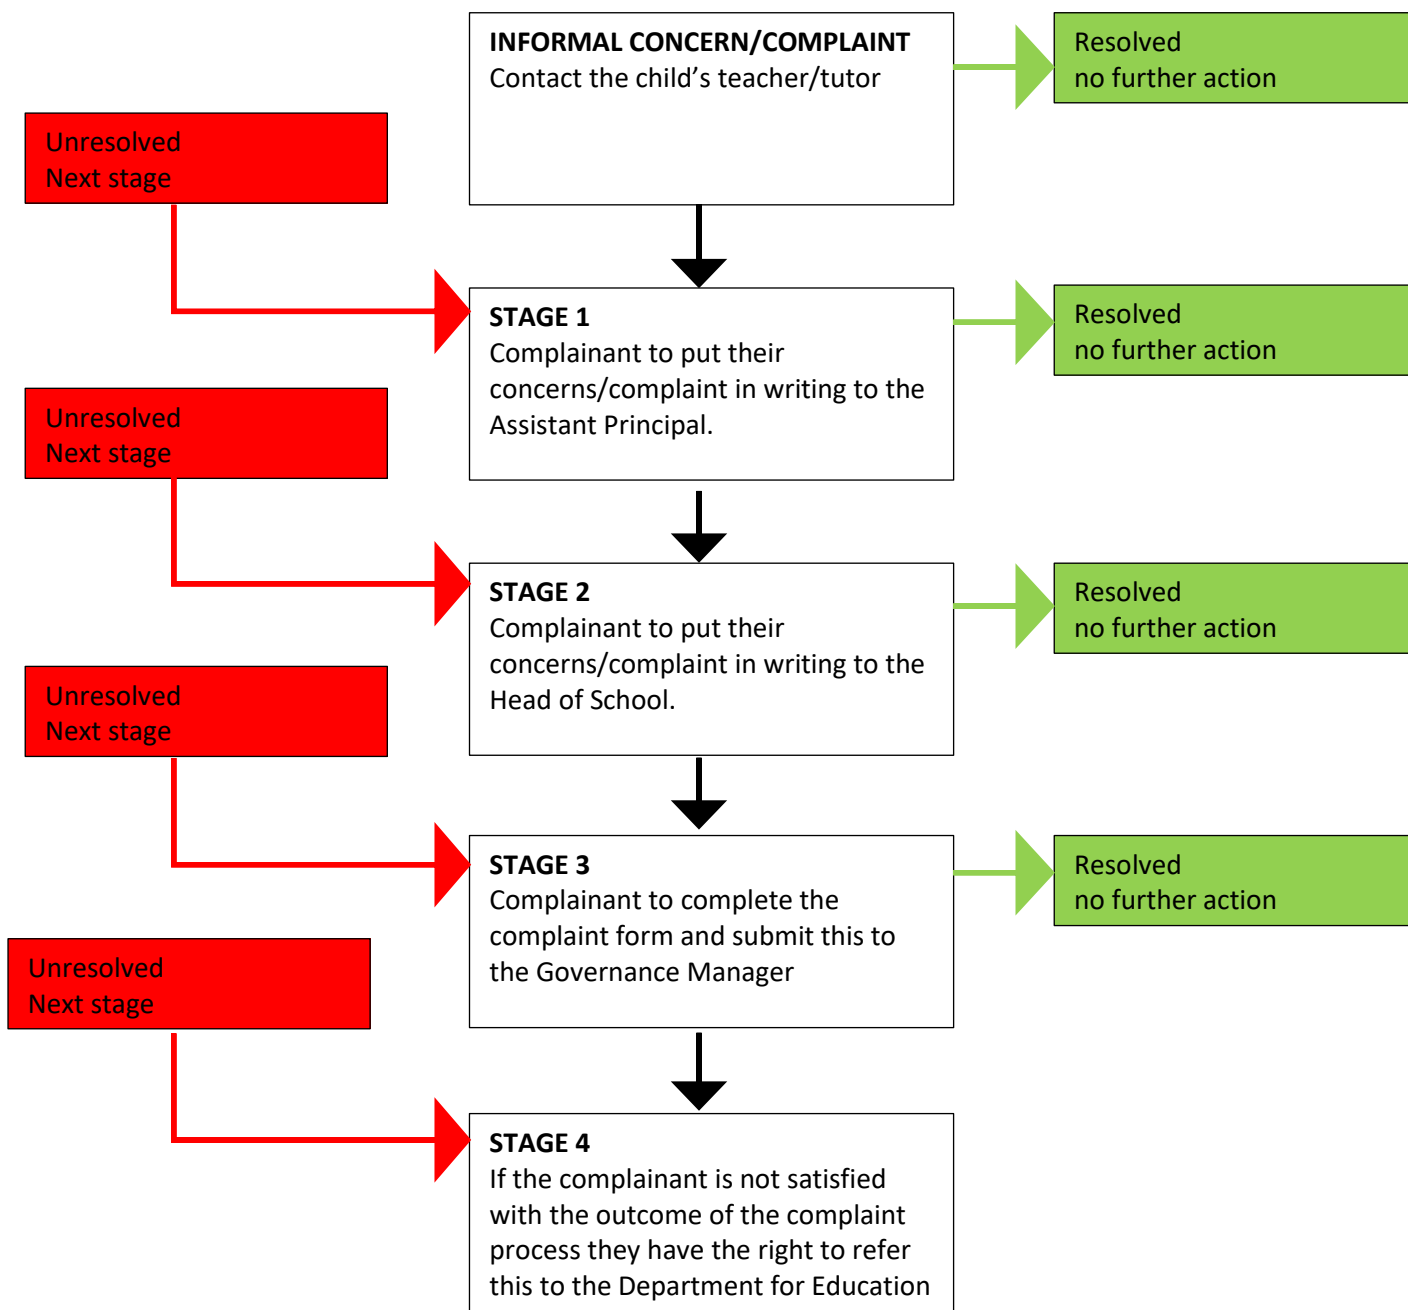 INFORMAL CONCERN/COMPLAINT
Contact the child’s teacher/tutor
Resolved
no further action
Unresolved
Next stage
STAGE 1
Complainant to put their
concerns/complaint in writing to the
Assistant Principal.
Resolved
no further action
Unresolved
Next stage
STAGE 2
Complainant to put their
concerns/complaint in writing to the
Head of School.
Resolved
no further action
Unresolved
Next stage
STAGE 3
Complainant to complete the
complaint form and submit this to
the Governance Manager
Resolved
no further action
Unresolved
Next stage
STAGE 4
If the complainant is not satisfied
with the outcome of the complaint
process they have the right to refer
this to the Department for Education